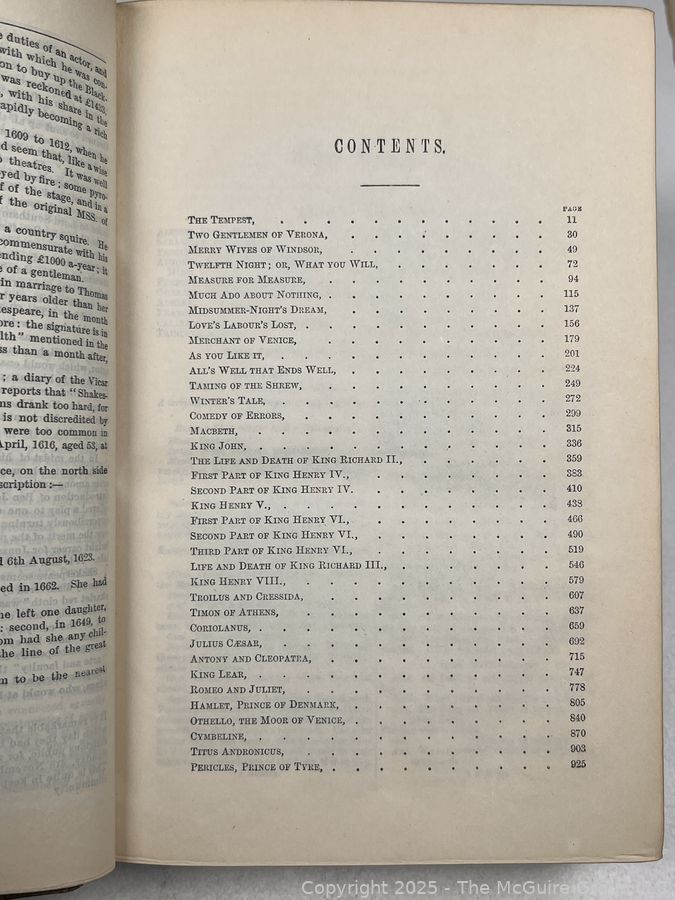 e duties of an actor, and
with which he was con-
on to buy up the Black-
was reckoned at £1433,
, with his share in the
apidly becoming a rich
1609 to 1612, when he
d seem that, like a wise
theatres. It was well
yed by fire; some pyro-
f of the stage, and in a
f the original MSS. of
a country squire. He
commensurate with his
ending £1000 a-year; it
e of a gentleman.
in marriage to Thomas
r years older than her
kespeare, in the month
ore: the signature is in
lth" mentioned in the
ss than a month after,
; a diary of the Vicar
reports that "Shakes-
ns drank too hard, for
is not discredited by
were too common in
April, 1616, aged 53, at
ce, on the north side
scription:—
d 6th August, 1623.
ed in 1662. She had
he left one daughter,
: second, in 1649, to
om had she any chil-
the line of the great
n to be the nearest
CONTENTS.
PAGE
THE TEMPEST, . . . . . . . . . . . 11
TWO GENTLEMEN OF VERONA, . . . . . . . . 30
MERRY WIVES OF WINDSOR, . . . . . . . . 49
TWELFTH NIGHT; OR, WHAT YOU WILL, . . . . . . 72
MEASURE FOR MEASURE, . . . . . . . . . 94
MUCH ADO ABOUT NOTHING, . . . . . . . . . 115
MIDSUMMER-NIGHT'S DREAM, . . . . . . . . 137
LOVE'S LABOUR'S LOST, . . . . . . . . . . 156
MERCHANT OF VENICE, . . . . . . . . . 179
AS YOU LIKE IT, . . . . . . . . . . . 201
ALL'S WELL THAT ENDS WELL, . . . . . . . . 224
TAMING OF THE SHREW, . . . . . . . . . 249
WINTER'S TALE, . . . . . . . . . . . 272
COMEDY OF ERRORS, . . . . . . . . . . 299
MACBETH, . . . . . . . . . . . . 315
KING JOHN, . . . . . . . . . . . . 336
THE LIFE AND DEATH OF KING RICHARD II., . . . . . . 359
FIRST PART OF KING HENRY IV., . . . . . . . 383
SECOND PART OF KING HENRY IV. . . . . . . . 410
KING HENRY V., . . . . . . . . . . . 438
FIRST PART OF KING HENRY VI., . . . . . . . 466
SECOND PART OF KING HENRY VI., . . . . . . . 490
THIRD PART OF KING HENRY VI., . . . . . . . 519
LIFE AND DEATH OF KING RICHARD III., . . . . . . 546
KING HENRY VIII., . . . . . . . . . . 579
TROILUS AND CRESSIDA, . . . . . . . . . 607
TIMON OF ATHENS, . . . . . . . . . . 637
CORIOLANUS, . . . . . . . . . . . . 659
JULIUS CÆSAR, . . . . . . . . . . . 692
ANTONY AND CLEOPATRA, . . . . . . . . . 715
KING LEAR, . . . . . . . . . . . . 747
ROMEO AND JULIET, . . . . . . . . . 778
HAMLET, PRINCE OF DENMARK, . . . . . . . . 805
OTHELLO, THE MOOR OF VENICE, . . . . . . . . 840
CYMBELINE, . . . . . . . . . . . . 870
TITUS ANDRONICUS, . . . . . . . . . . 903
PERICLES, PRINCE OF TYRE, . . . . . . . . . 925
Copyright 2025 - The McGuire Group LLC